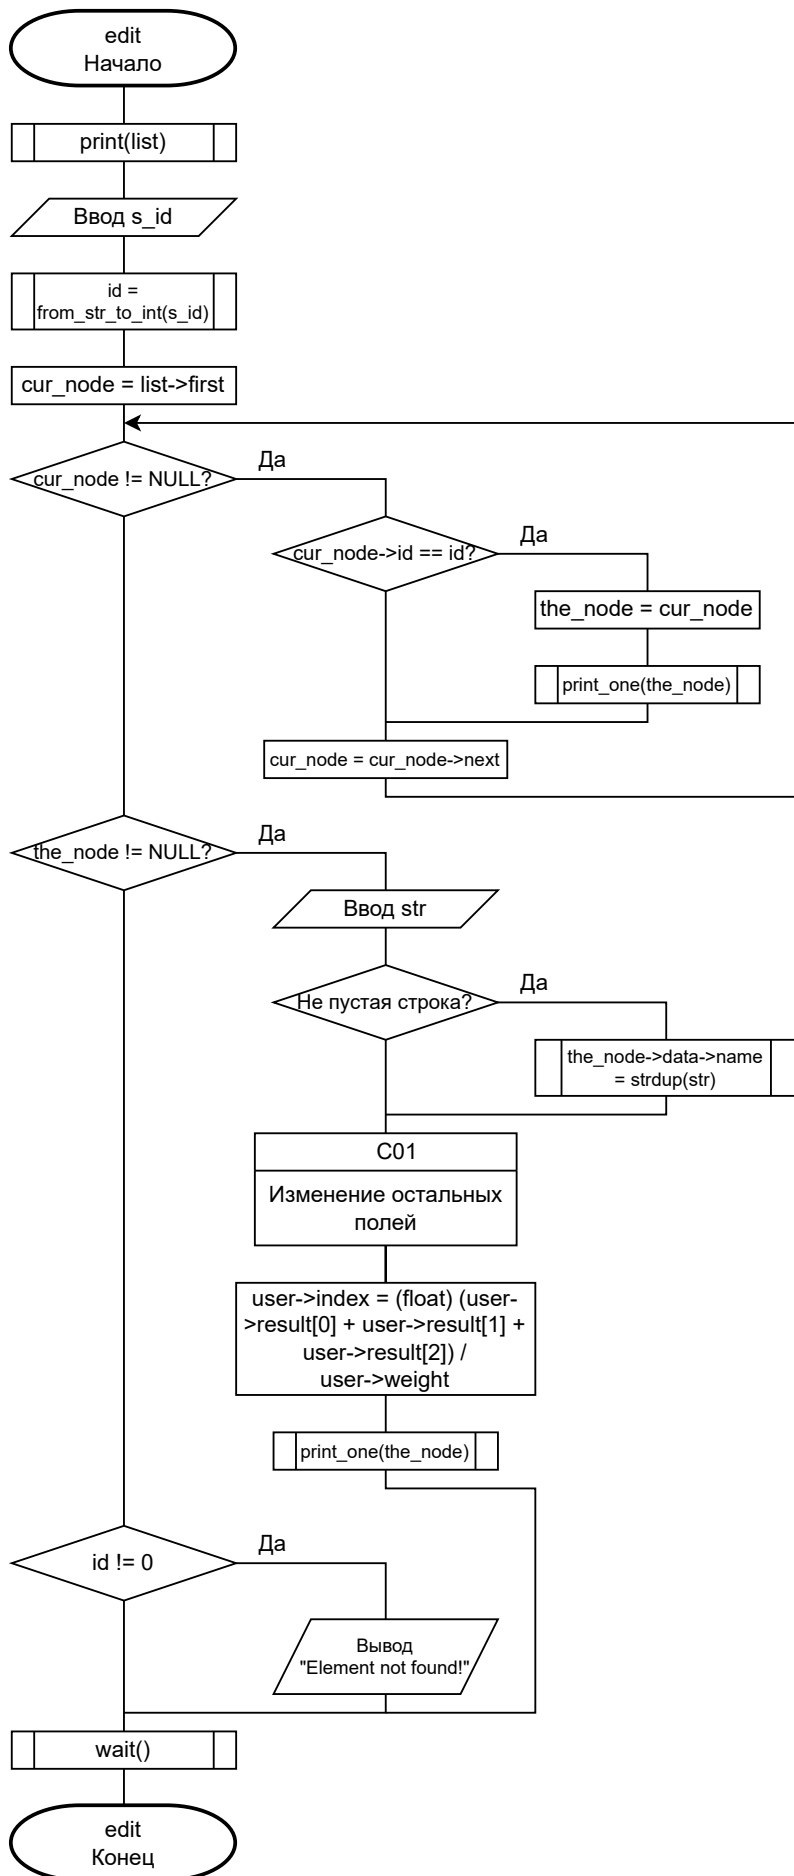 edit
Начало
print(list)
Ввод s_id
id =
from_str_to_int(s_id)
cur_node = list->first
cur_node != NULL?
Да
cur_node->id == id?
Да
the_node = cur_node
print_one(the_node)
cur_node = cur_node->next
the_node != NULL?
Да
Ввод str
Не пустая строка?
Да
the_node->data->name
= strdup(str)
C01
Изменение остальных
полей
user->index = (float) (user-
>result[0] + user->result[1] +
user->result[2]) /
user->weight
print_one(the_node)
id != 0
Да
Вывод
"Element not found!"
wait()
edit
Конец